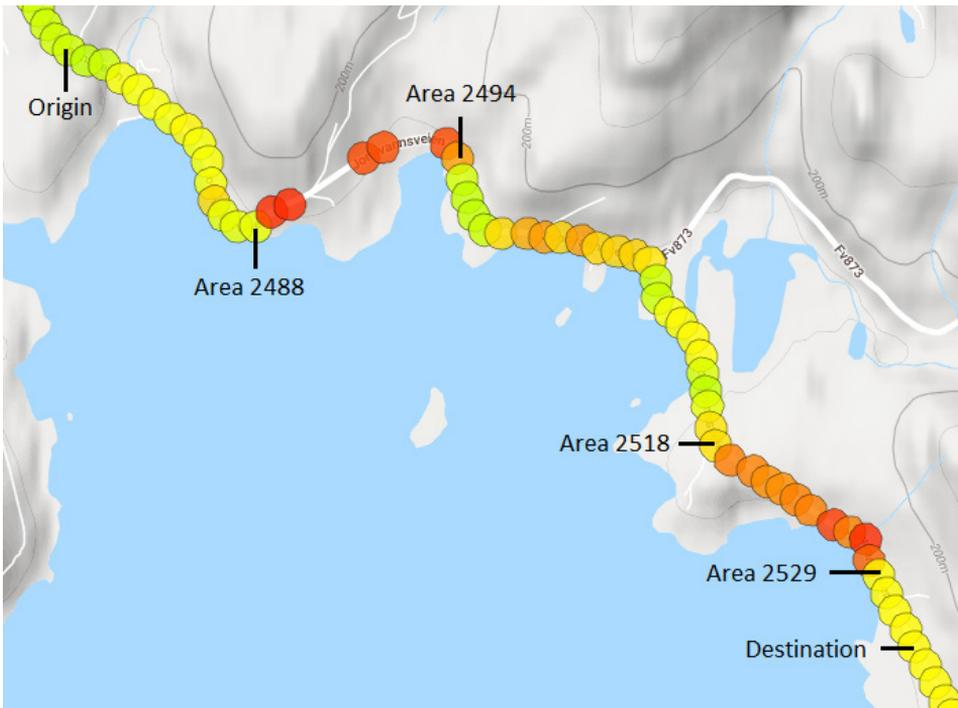 Origin
200m
Area 2494
200m
200m
Area 2488
Fv873
Fv873
Area 2518
Area 2529
200m
Destination